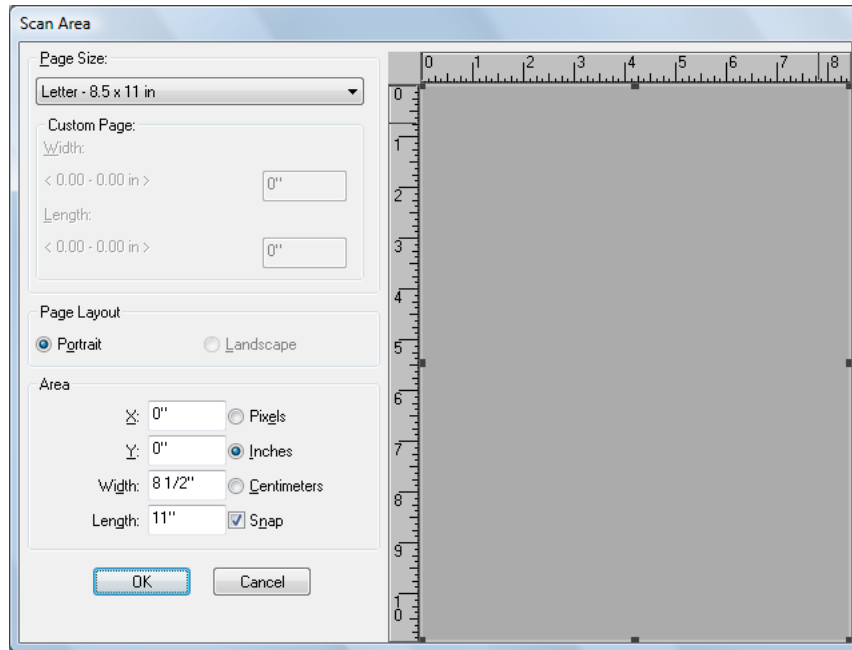 Scan Area
Page Size:
Letter - 8.5 x 11 in
Custom Page:
Width:
< 0.00 - 0.00 in >
0''
Length:
< 0.00 - 0.00 in >
0''
Page Layout
Portrait
Landscape
Area
X: 0'' Pixels
Y: 0'' Inches
Width: 8 1/2'' Centimeters
Length: 11'' Snap
OK Cancel
0 1 2 3 4 5 6 7 8
0
1
2
3
4
5
6
7
8
9
10